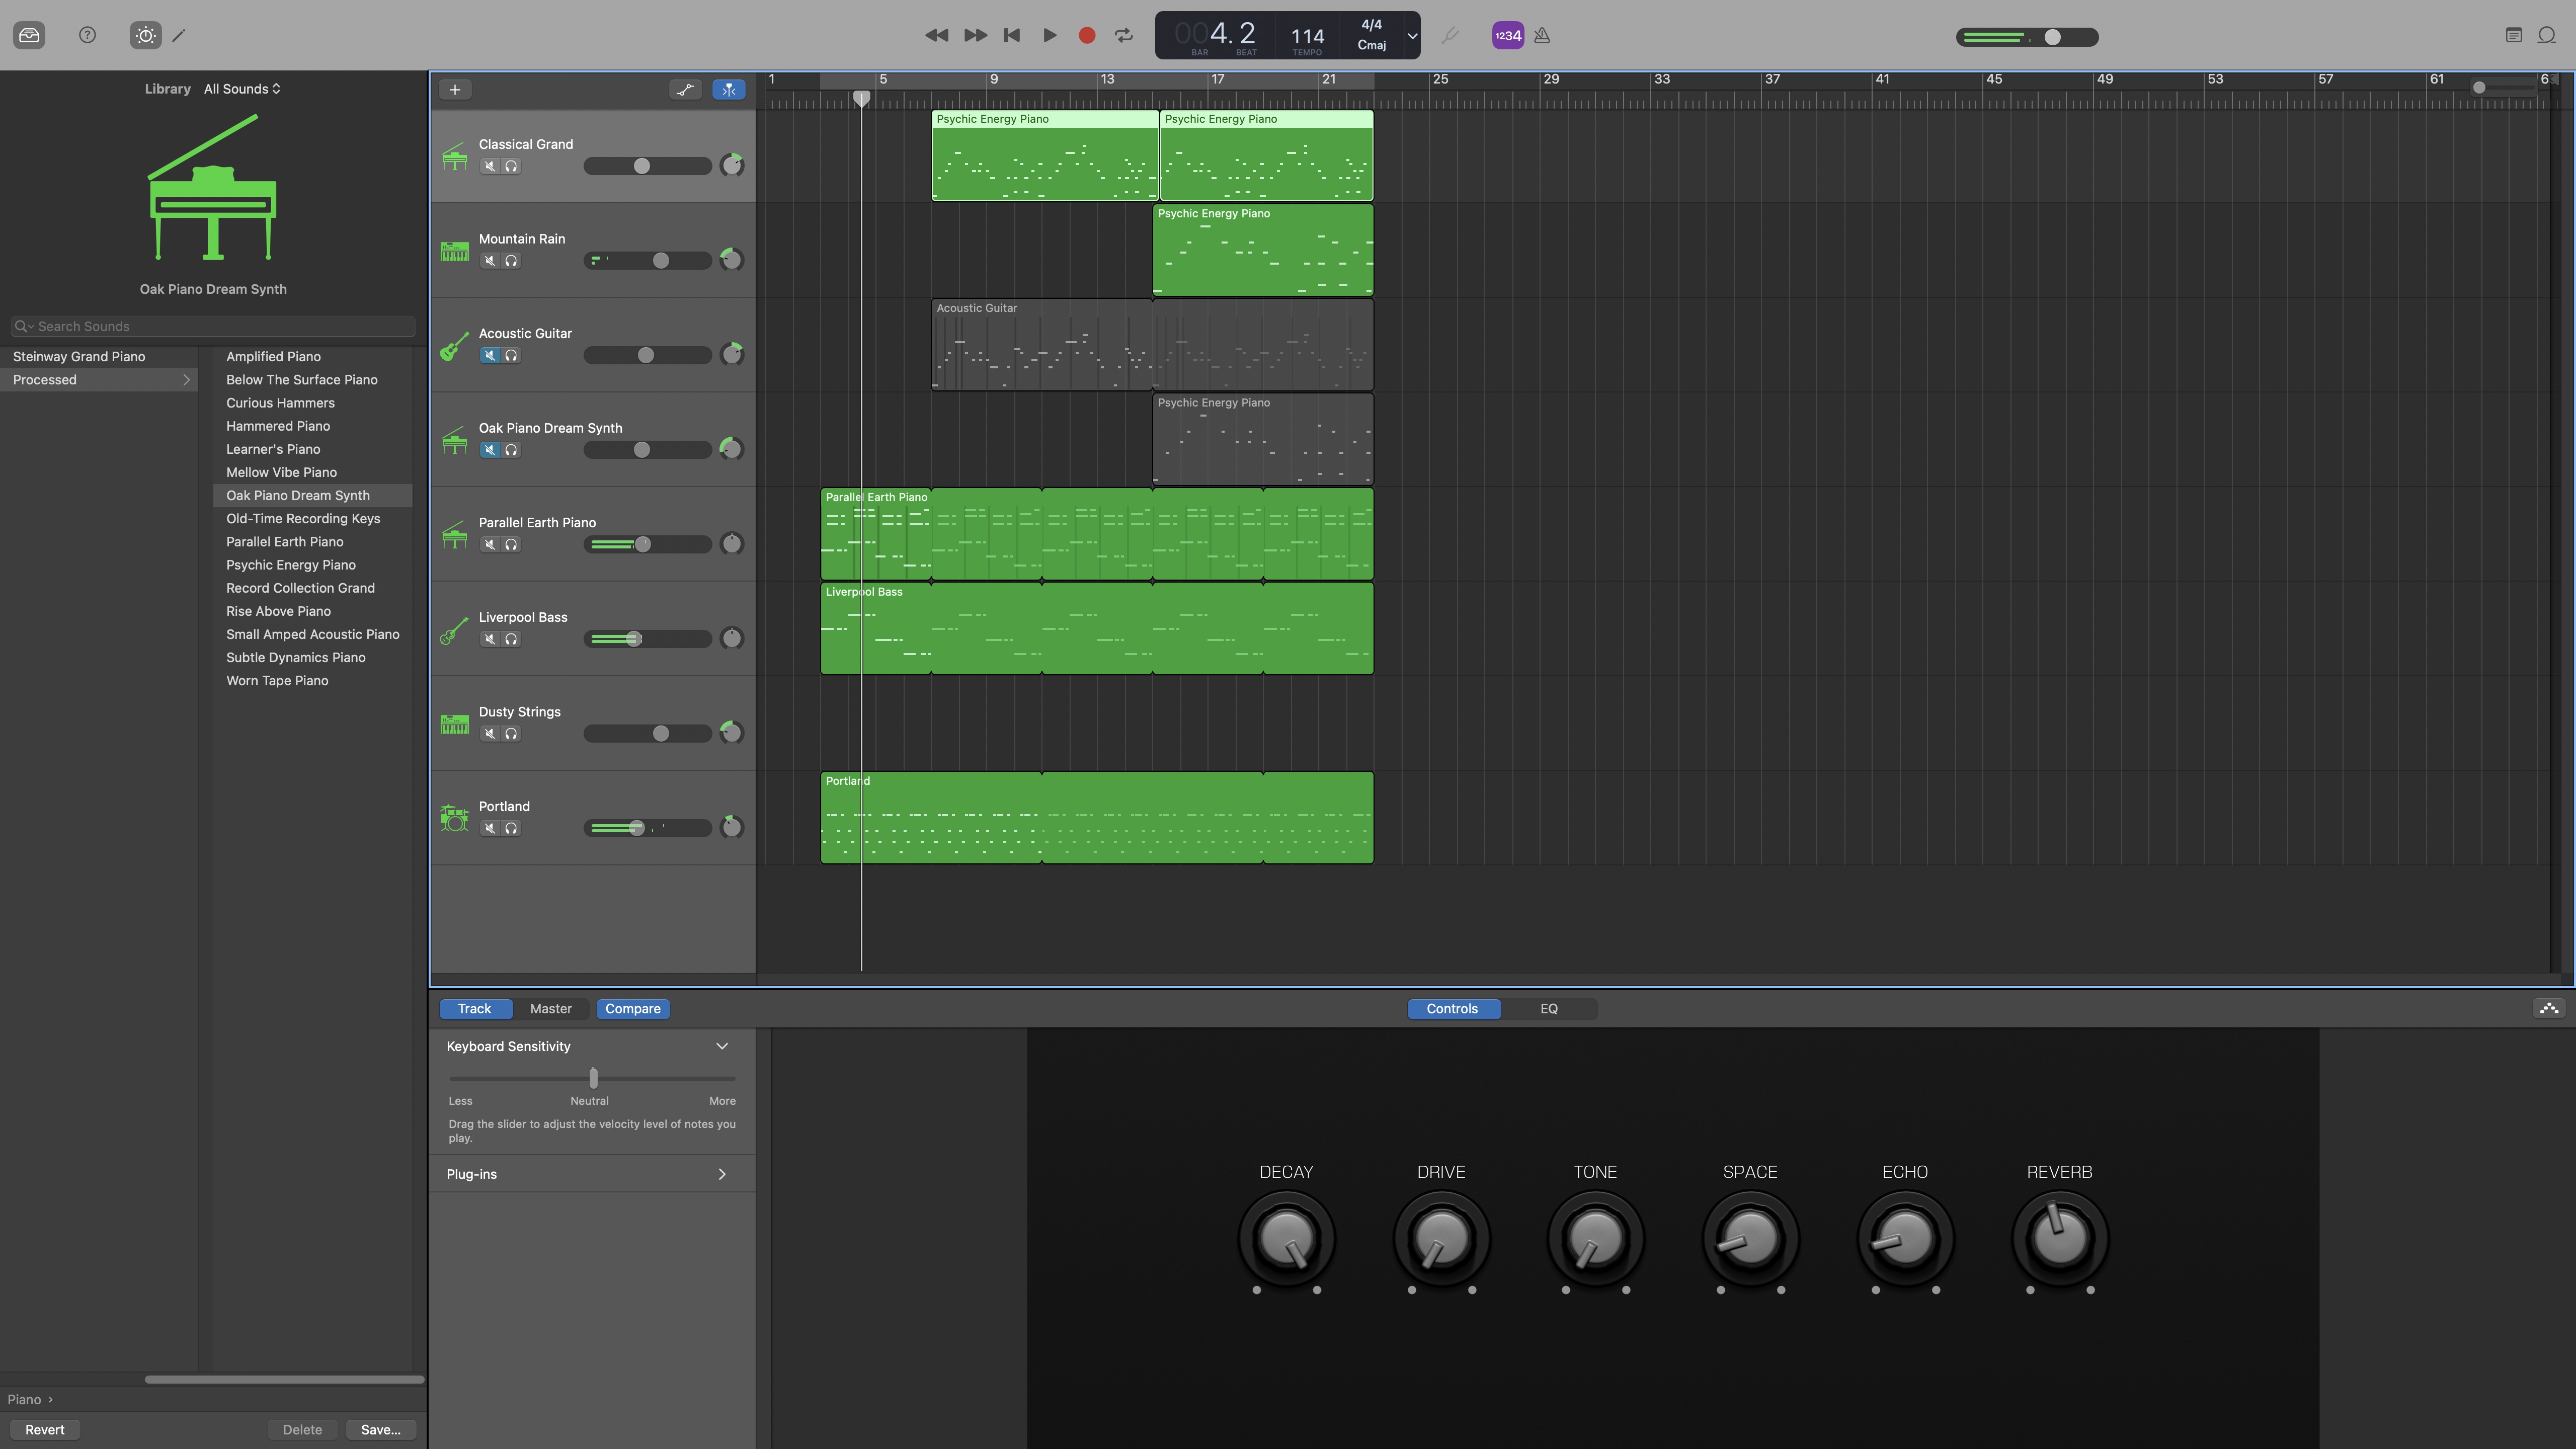 004. 2
BAR BEAT
114
TEMPO
4/4
Cmaj
1234
Library All Sounds
Oak Piano Dream Synth
Search Sounds
Steinway Grand Piano
Processed
Amplified Piano
Below The Surface Piano
Curious Hammers
Hammered Piano
Learner's Piano
Mellow Vibe Piano
Oak Piano Dream Synth
Old-Time Recording Keys
Parallel Earth Piano
Psychic Energy Piano
Record Collection Grand
Rise Above Piano
Small Amped Acoustic Piano
Subtle Dynamics Piano
Worn Tape Piano
Piano
Revert Delete Save...
1 5 9 13 17 21 25 29 33 37 41 45 49 53 57 61
Classical Grand
Psychic Energy Piano Psychic Energy Piano
Mountain Rain
Psychic Energy Piano
Acoustic Guitar
Acoustic Guitar
Oak Piano Dream Synth
Psychic Energy Piano
Parallel Earth Piano
Parallel Earth Piano
Liverpool Bass
Liverpool Bass
Dusty Strings
Portland
Portland
Track Master Compare
Controls EQ
Keyboard Sensitivity
Less Neutral More
Drag the slider to adjust the velocity level of notes you
play.
Plug-ins
DECAY DRIVE TONE SPACE ECHO REVERB